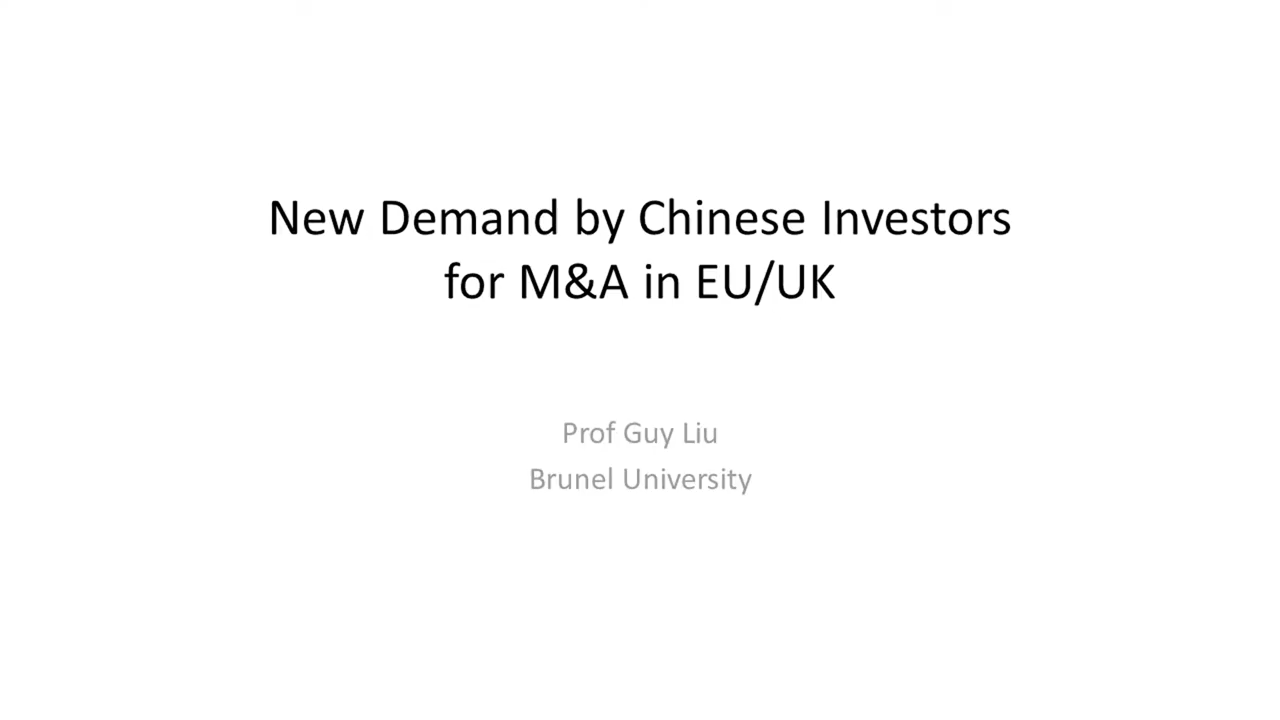 New Demand by Chinese Investors
for M&A in EU/UK
Prof Guy Liu
Brunel University